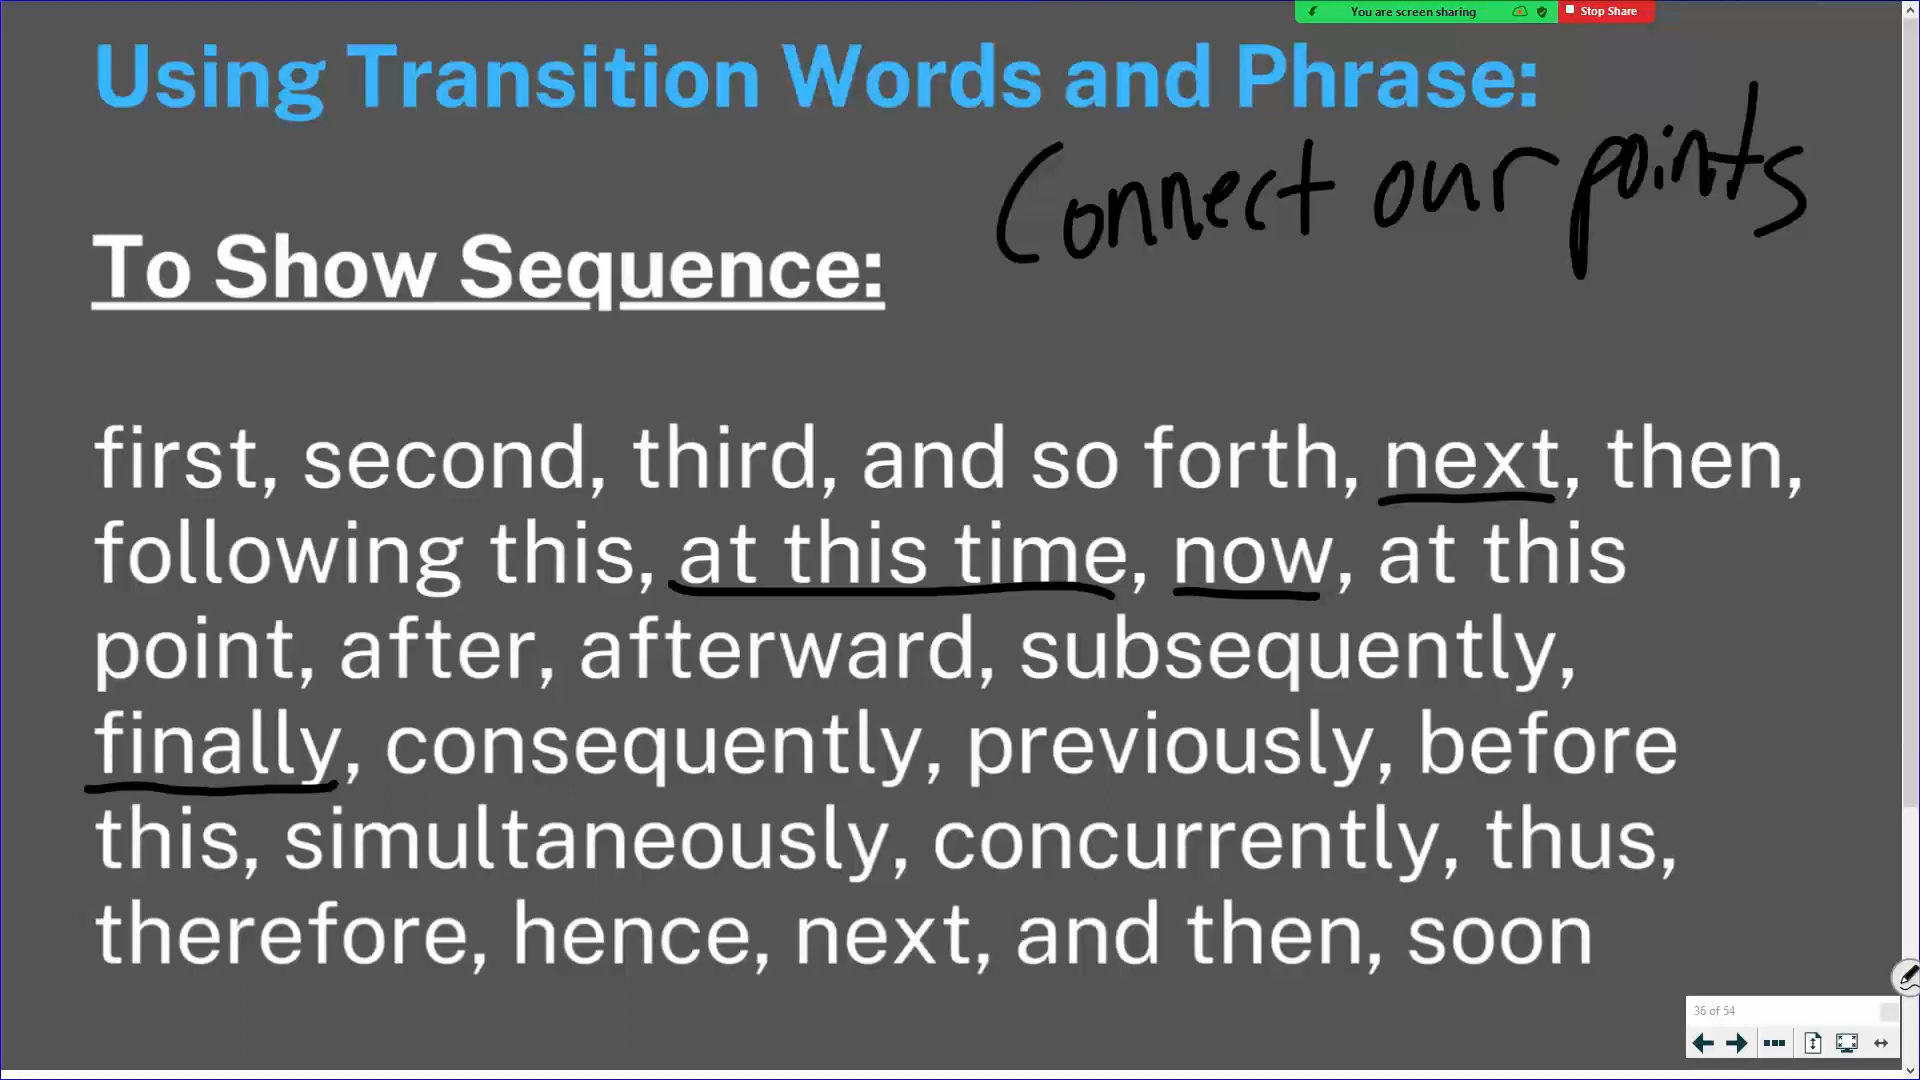 You are screen sharing Stop Share
Using Transition Words and Phrase:
Connect our points
To Show Sequence:
first, second, third, and so forth, next, then,
following this, at this time, now, at this
point, after, afterward, subsequently,
finally, consequently, previously, before
this, simultaneously, concurrently, thus,
therefore, hence, next, and then, soon
36 of 54